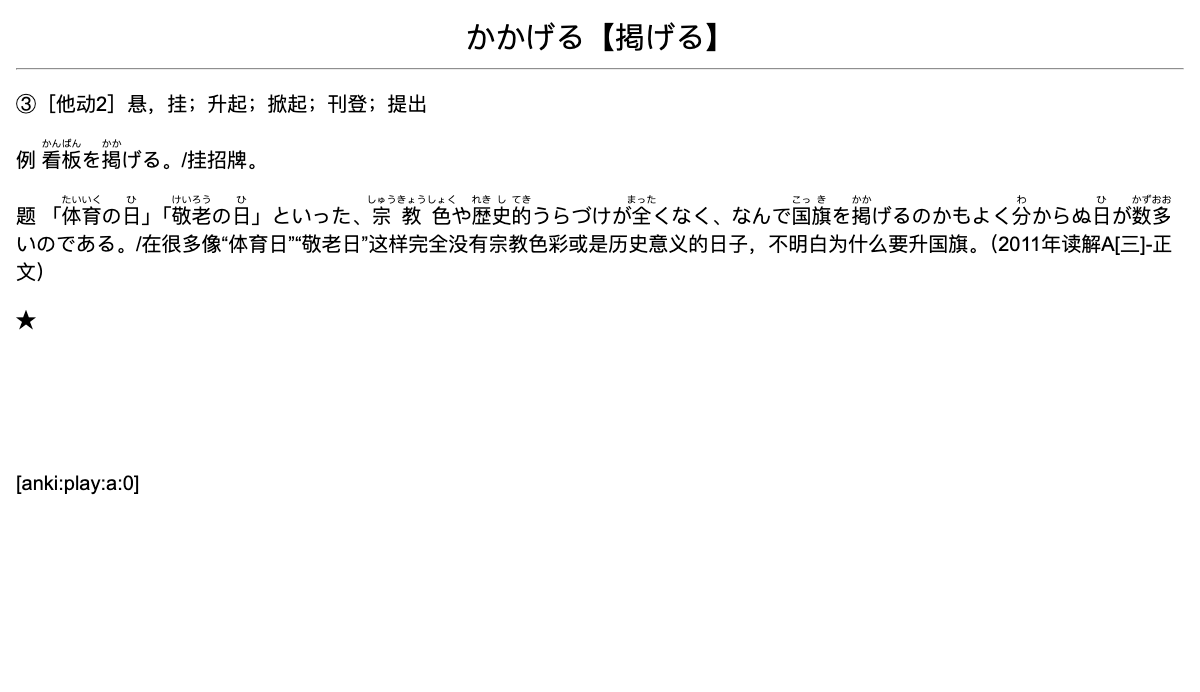 かかげる【掲げる】
③［他动2］悬，挂；升起；掀起；刊登；提出
かんばん かか
例 看板を掲げる。/挂招牌。
たいいく ひ けいろう ひ しゅうきょうしょく れき し てき まった こっ き かか わ ひ かずおお
题 「体育の日」「敬老の日」といった、宗教色や歴史的うらづけが全くなく、なんで国旗を掲げるのかもよく分からぬ日が数多
いのである。/在很多像“体育日”“敬老日”这样完全没有宗教色彩或是历史意义的日子，不明白为什么要升国旗。（2011年读解A[三]-正
文）
★
[anki:play:a:0]